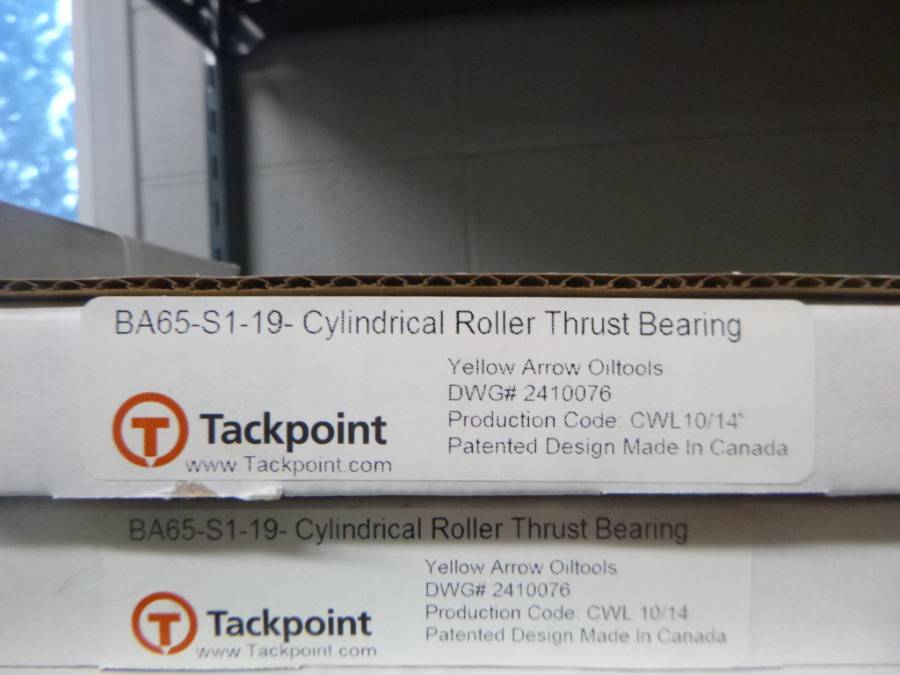 BA65-S1-19- Cylindrical Roller Thrust Bearing
Yellow Arrow Oiltools
DWG# 2410076
Production Code: CWL10/14
Patented Design Made In Canada
T Tackpoint
www.Tackpoint.com
BA65-S1-19- Cylindrical Roller Thrust Bearing
Yellow Arrow Oiltools
DWG# 2410076
Production Code: CWL 10/14
Patented Design Made In Canada
T Tackpoint
www.Tackpoint.com